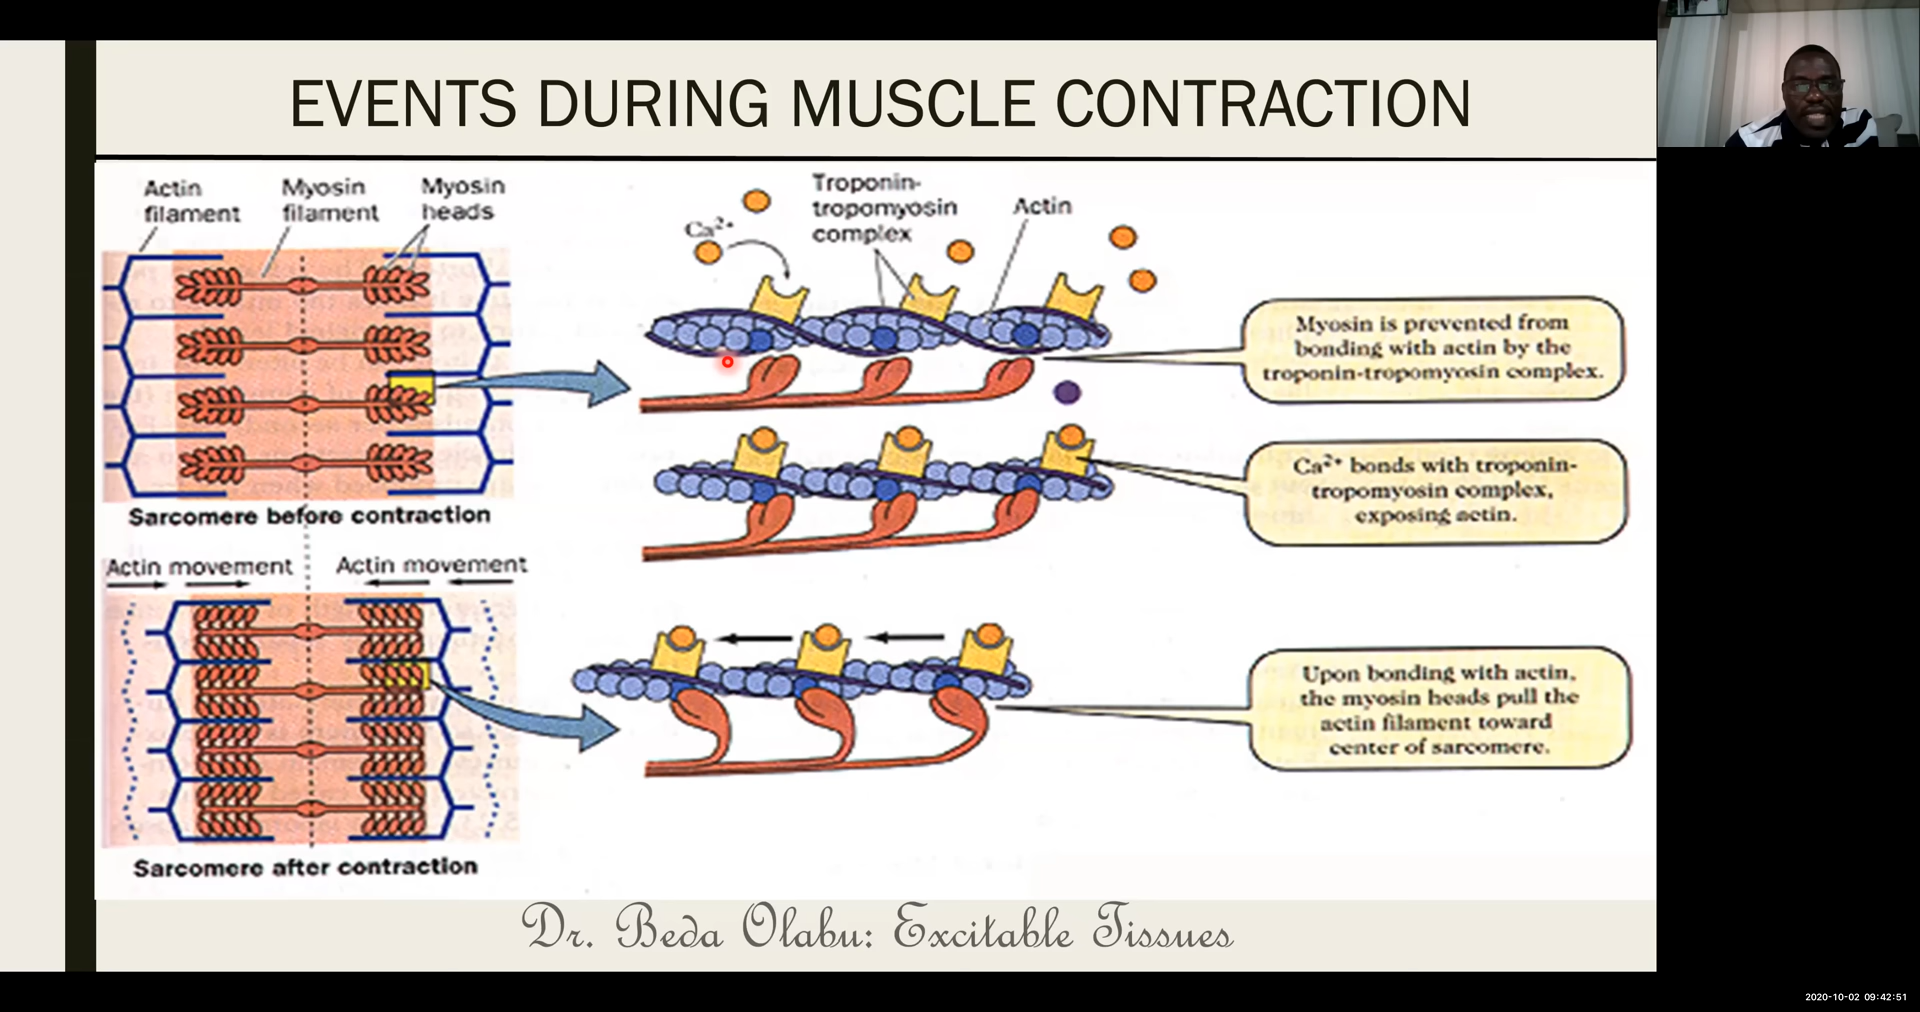 EVENTS DURING MUSCLE CONTRACTION
Actin
filament
Myosin
filament
Myosin
heads
Sarcomere before contraction
Actin movement
Actin movement
Sarcomere after contraction
Ca²⁺
Troponin-
tropomyosin
complex
Actin
Myosin is prevented from
bonding with actin by the
troponin-tropomyosin complex.
Ca²⁺ bonds with troponin-
tropomyosin complex,
exposing actin.
Upon bonding with actin,
the myosin heads pull the
actin filament toward
center of sarcomere.
Dr. Beda Olabu: Excitable Tissues
2020-10-02 09:42:51